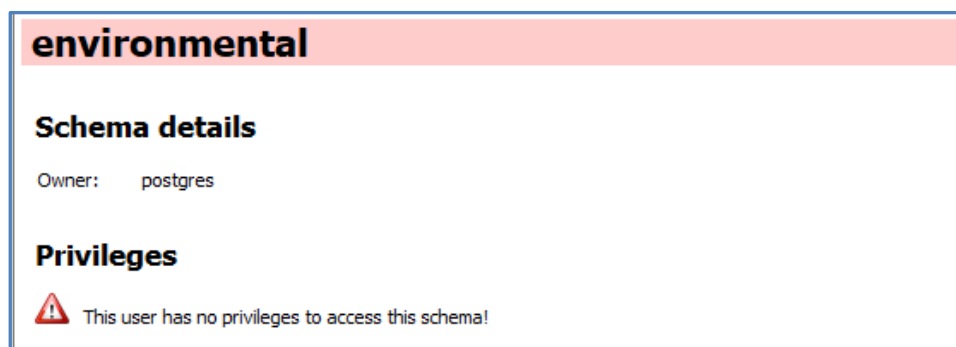 environmental
Schema details
Owner: postgres
Privileges
This user has no privileges to access this schema!